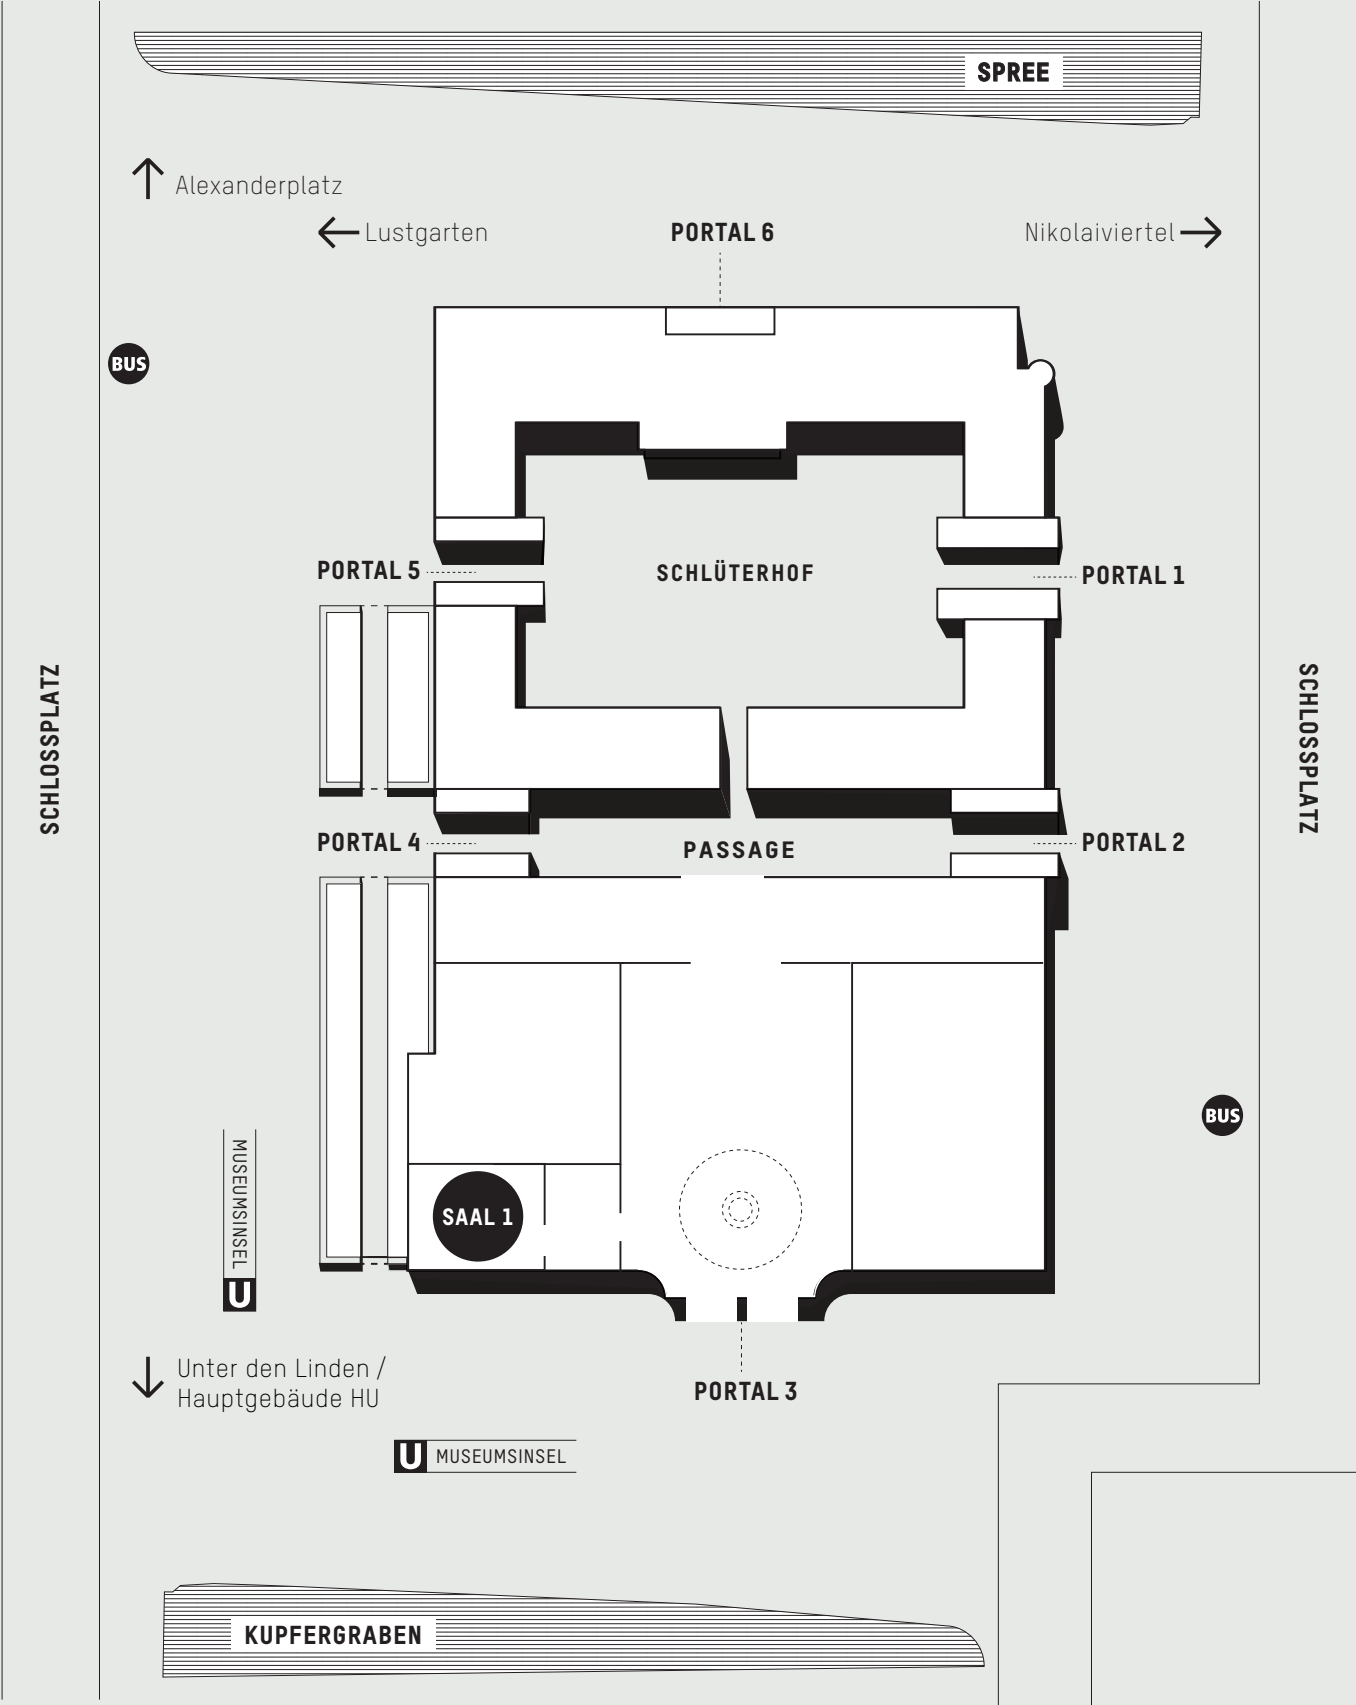 SPREE
Alexanderplatz
Lustgarten
PORTAL 6
Nikolaiviertel
BUS
PORTAL 5
SCHLÜTERHOF
PORTAL 1
SCHLOSSPLATZ
SCHLOSSPLATZ
PORTAL 4
PASSAGE
PORTAL 2
BUS
MUSEUMSINSEL
U
SAAL 1
Unter den Linden /
Hauptgebäude HU
PORTAL 3
U MUSEUMSINSEL
KUPFERGRABEN